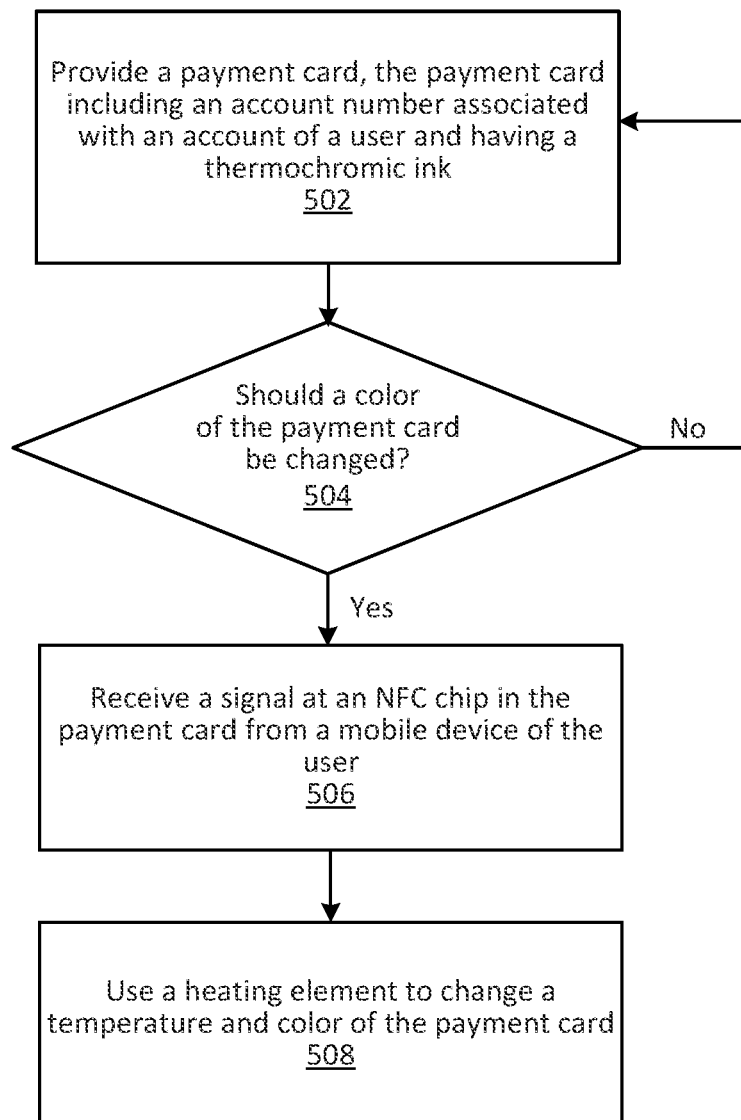 Provide a payment card, the payment card
including an account number associated
with an account of a user and having a
thermochromic ink
502
Should a color
of the payment card
be changed?
504
No
Yes
Receive a signal at an NFC chip in the
payment card from a mobile device of the
user
506
Use a heating element to change a
temperature and color of the payment card
508